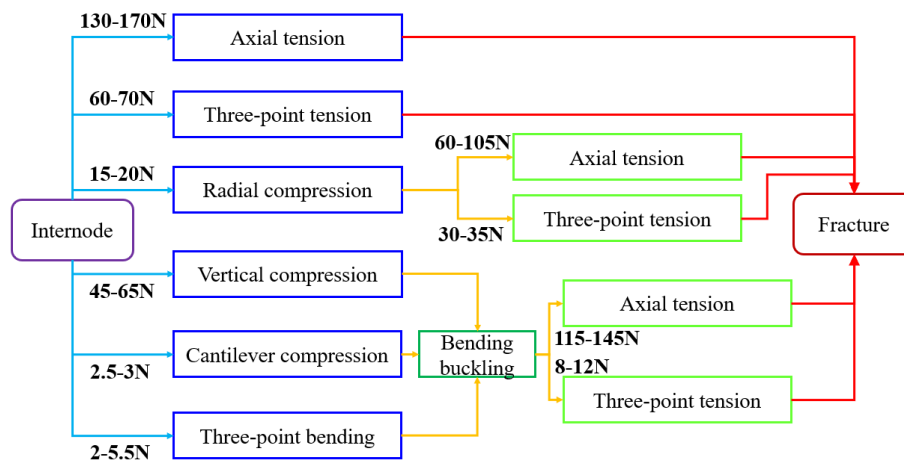 130-170N
Axial tension
60-70N
Three-point tension
60-105N
Axial tension
15-20N
Radial compression
Three-point tension
30-35N
Internode
Fracture
Vertical compression
45-65N
Axial tension
115-145N
Bending
buckling
Cantilever compression
8-12N
2.5-3N
Three-point tension
Three-point bending
2-5.5N